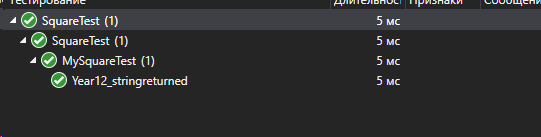 Тестирование Длительност Признаки Сообщени
SquareTest (1) 5 мс
SquareTest (1) 5 мс
MySquareTest (1) 5 мс
Year12_stringreturned 5 мс